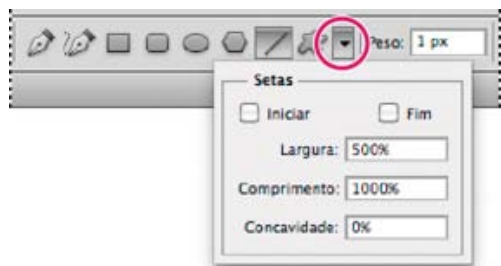 Peso: 1 px
Setas
Iniciar Fim
Largura: 500%
Comprimento: 1000%
Concavidade: 0%